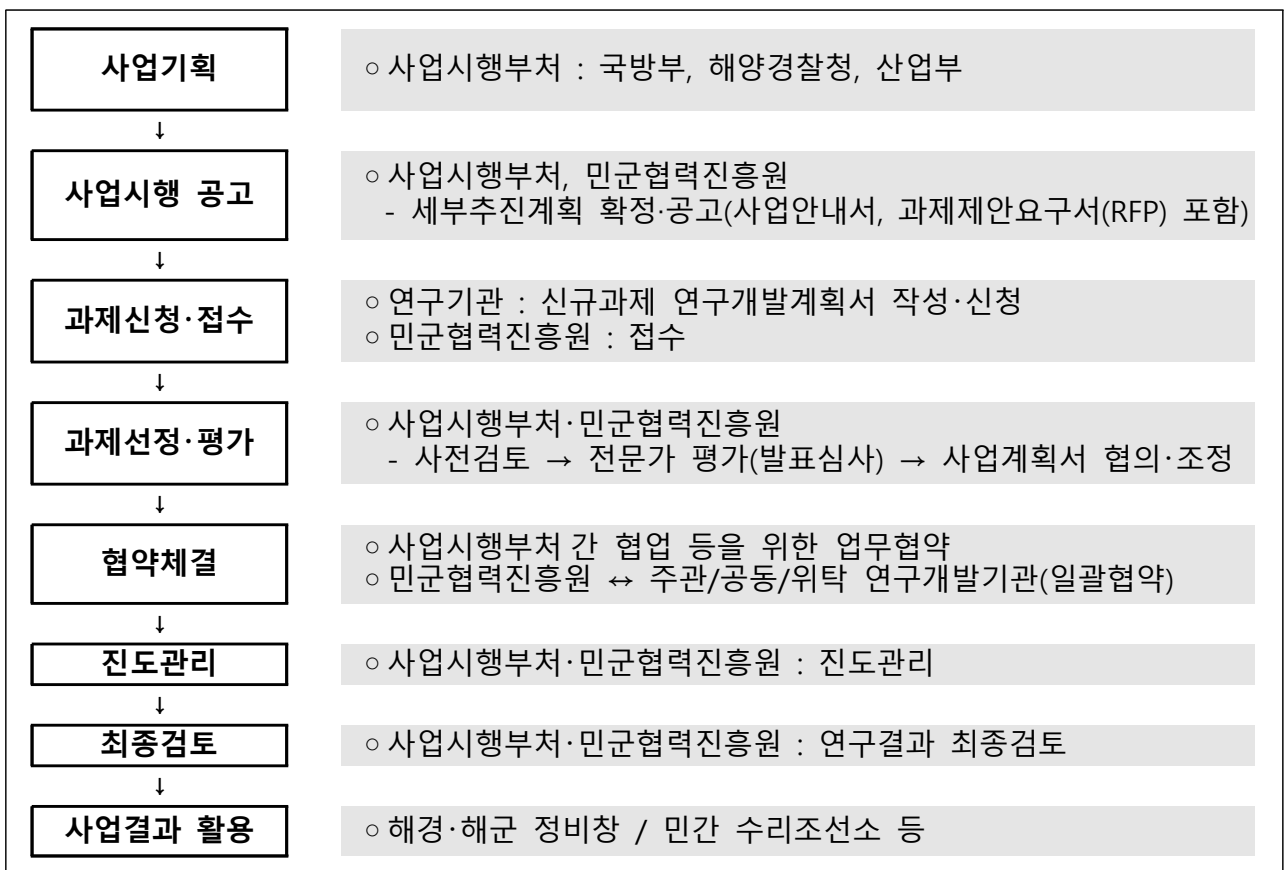 사업기획
○ 사업시행부처 : 국방부, 해양경찰청, 산업부
↓
사업시행 공고
○ 사업시행부처, 민군협력진흥원
- 세부추진계획 확정·공고(사업안내서, 과제제안요구서(RFP) 포함)
↓
과제신청·접수
○ 연구기관 : 신규과제 연구개발계획서 작성·신청
○ 민군협력진흥원 : 접수
↓
과제선정·평가
○ 사업시행부처·민군협력진흥원
- 사전검토 → 전문가 평가(발표심사) → 사업계획서 협의·조정
↓
협약체결
○ 사업시행부처 간 협업 등을 위한 업무협약
○ 민군협력진흥원 ↔ 주관/공동/위탁 연구개발기관(일괄협약)
↓
진도관리
○ 사업시행부처·민군협력진흥원 : 진도관리
↓
최종검토
○ 사업시행부처·민군협력진흥원 : 연구결과 최종검토
↓
사업결과 활용
○ 해경·해군 정비창 / 민간 수리조선소 등